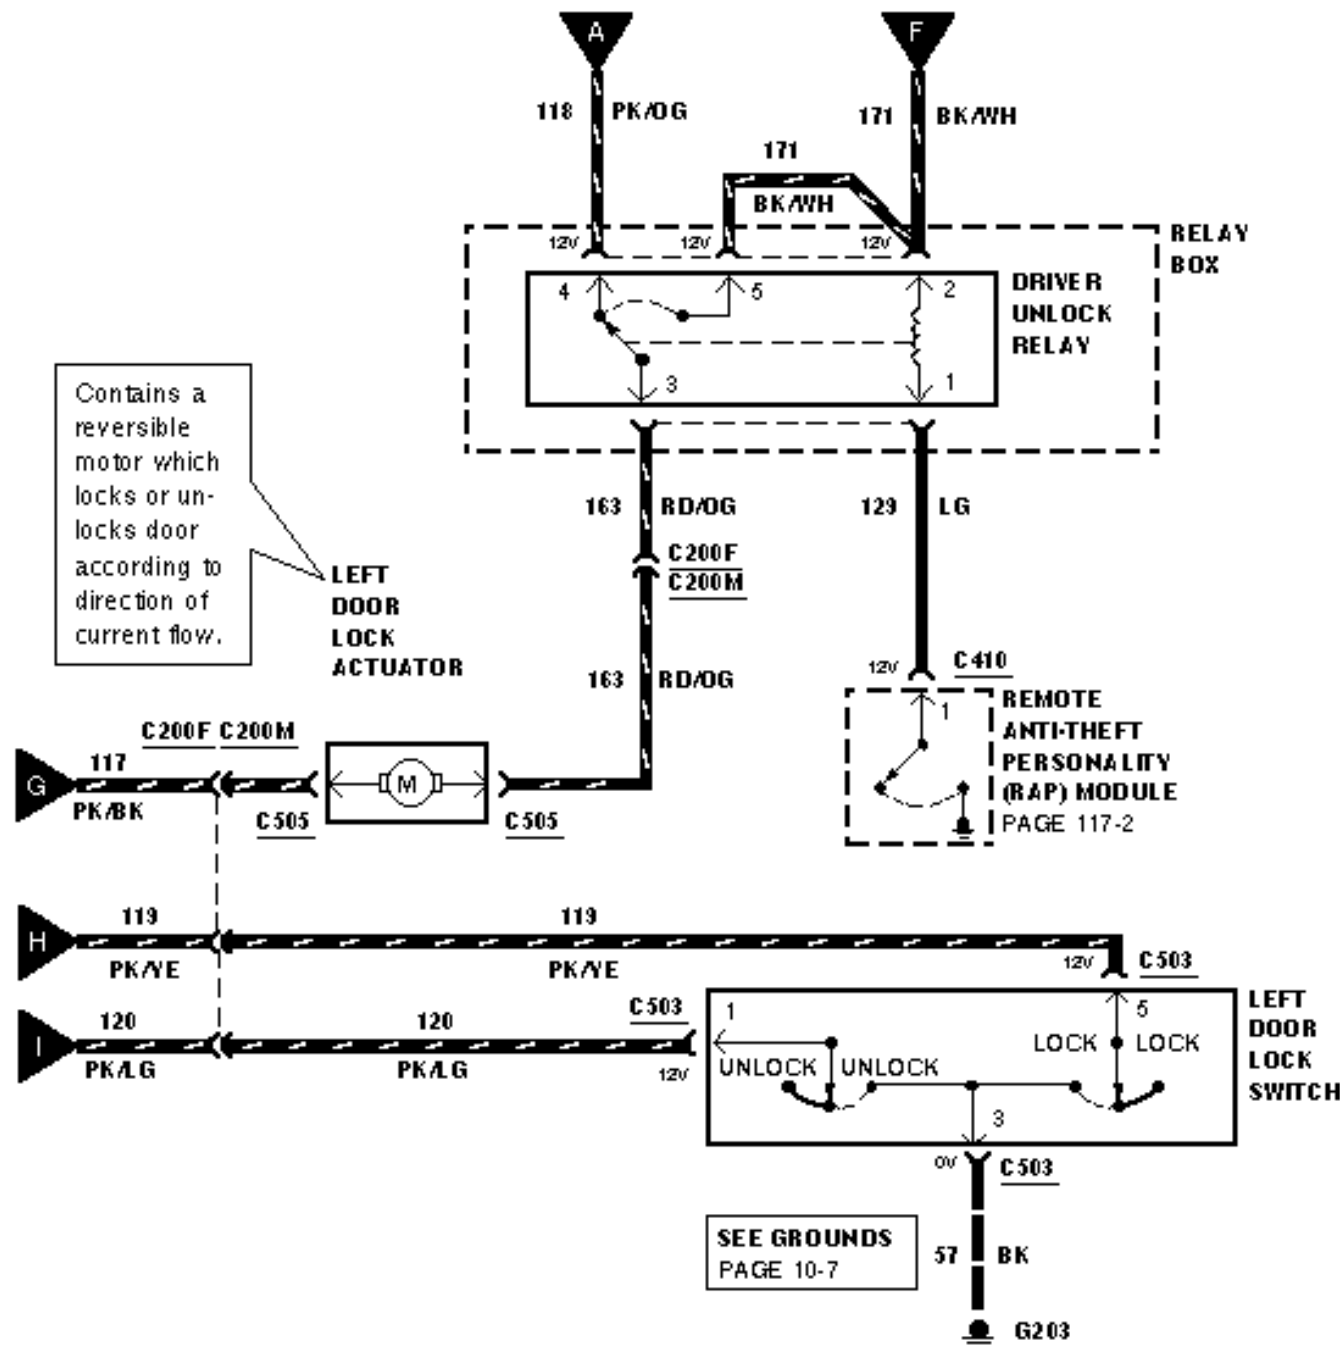 A
F
118
PK/OG
171
BK/WH
171
BK/WH
12V
12V
12V
RELAY
BOX
4
5
2
DRIVER
UNLOCK
RELAY
3
1
Contains a
reversible
motor which
locks or un-
locks door
according to
direction of
current flow.
LEFT
DOOR
LOCK
ACTUATOR
163
RD/OG
129
LG
C200F
C200M
163
RD/OG
12V
C410
1
REMOTE
ANTI-THEFT
PERSONALITY
(RAP) MODULE
PAGE 117-2
C200F
C200M
G
117
PK/BK
M
C505
C505
H
119
PK/YE
119
PK/YE
12V
C503
I
120
PK/LG
120
PK/LG
C503
12V
1
5
LEFT
DOOR
LOCK
SWITCH
UNLOCK
UNLOCK
LOCK
LOCK
3
0V
C503
SEE GROUNDS
PAGE 10-7
57
BK
G203